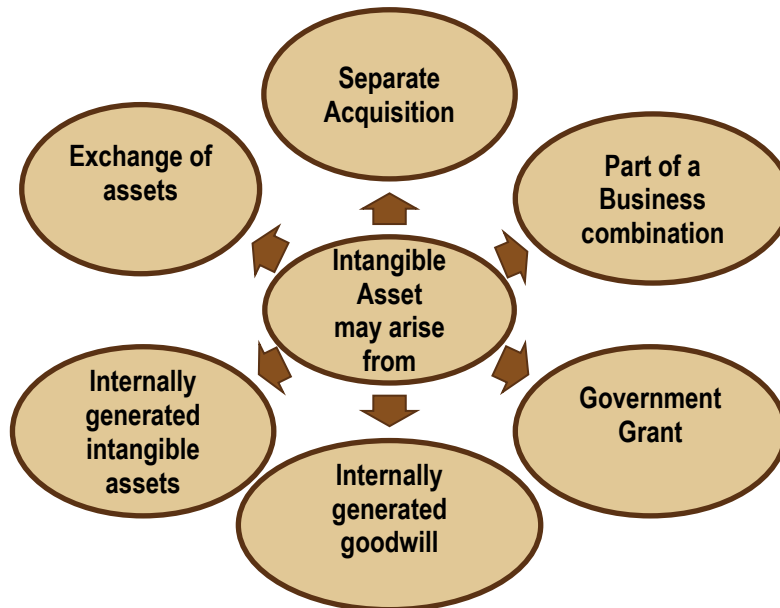 Separate
Acquisition
Exchange of
assets
Part of a
Business
combination
Intangible
Asset
may arise
from
Internally
generated
intangible
assets
Government
Grant
Internally
generated
goodwill